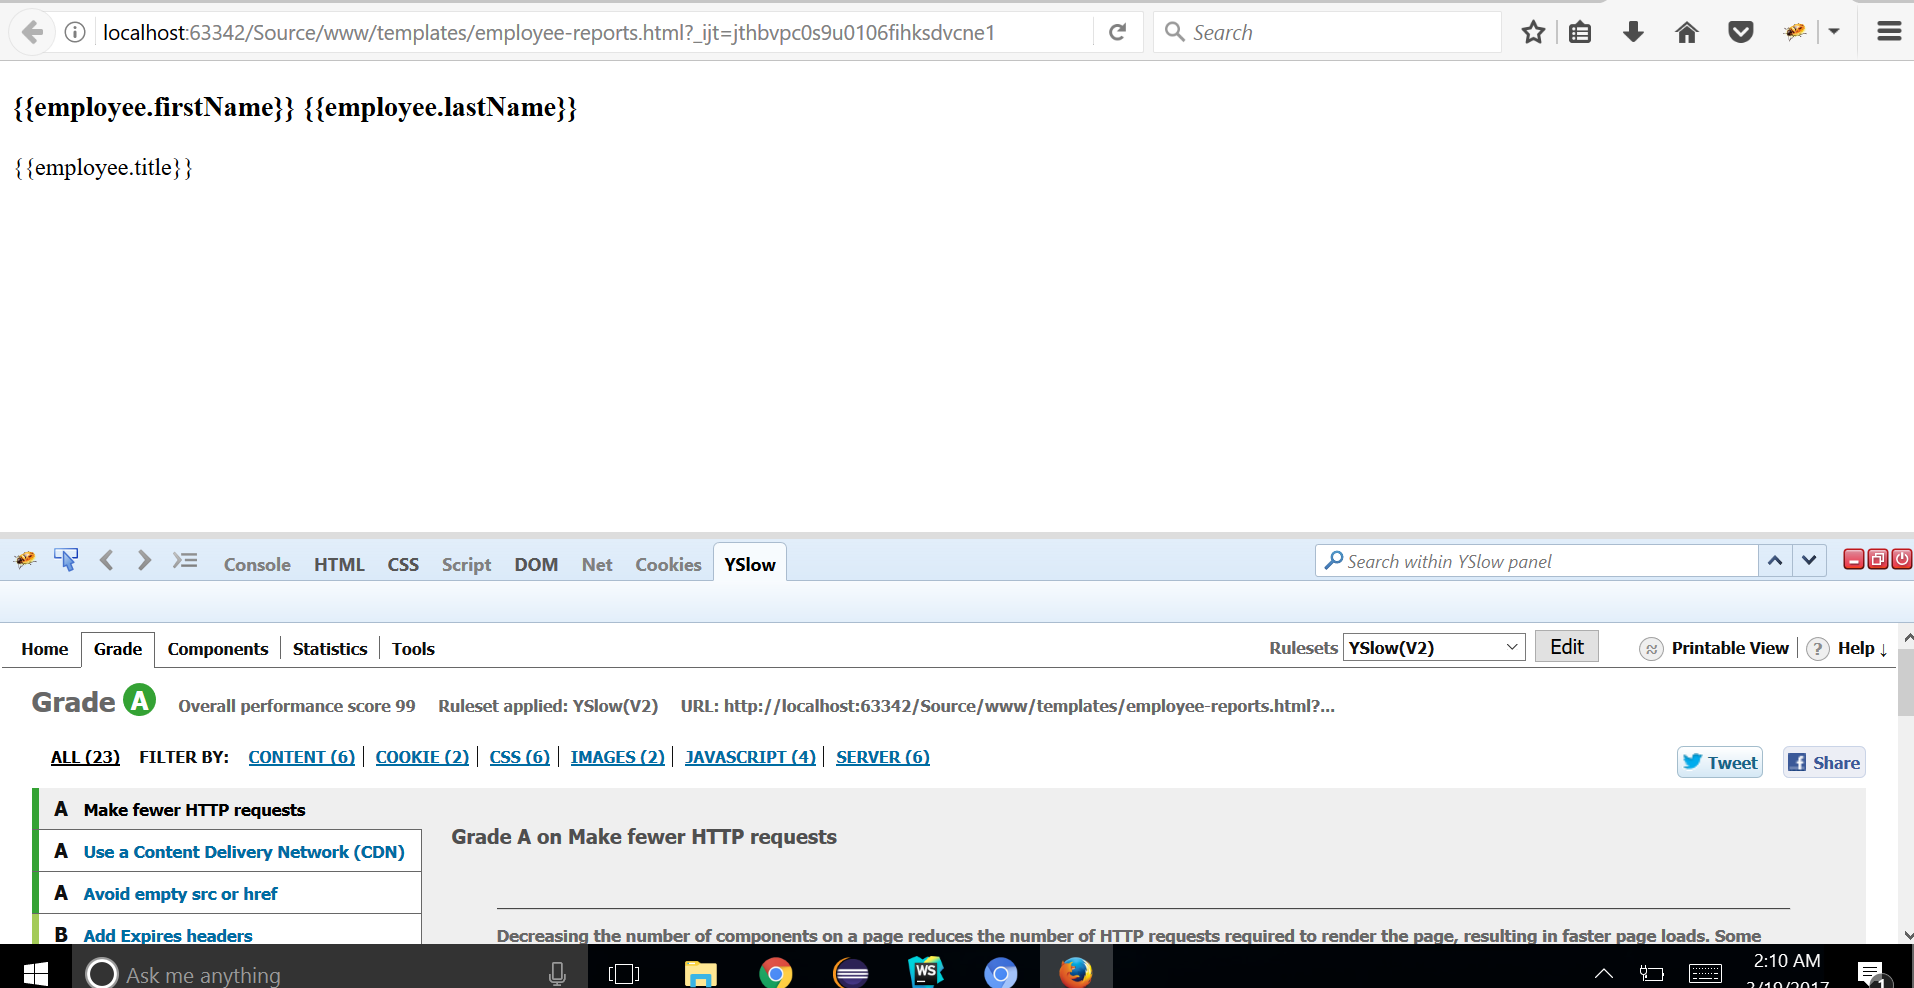 localhost:63342/Source/www/templates/employee-reports.html?_ijt=jthbvpc0s9u0106fihksdvcne1
Search
{{employee.firstName}} {{employee.lastName}}
{{employee.title}}
Console HTML CSS Script DOM Net Cookies YSlow
Search within YSlow panel
Home Grade Components Statistics Tools
Rulesets YSlow(V2) Edit Printable View ? Help ↓
Grade A Overall performance score 99 Ruleset applied: YSlow(V2) URL: http://localhost:63342/Source/www/templates/employee-reports.html?...
ALL (23) FILTER BY: CONTENT (6) COOKIE (2) CSS (6) IMAGES (2) JAVASCRIPT (4) SERVER (6)
Tweet Share
A Make fewer HTTP requests
A Use a Content Delivery Network (CDN)
A Avoid empty src or href
B Add Expires headers
Grade A on Make fewer HTTP requests
Decreasing the number of components on a page reduces the number of HTTP requests required to render the page, resulting in faster page loads. Some
Ask me anything
WS
2:10 AM
3/19/2017
1